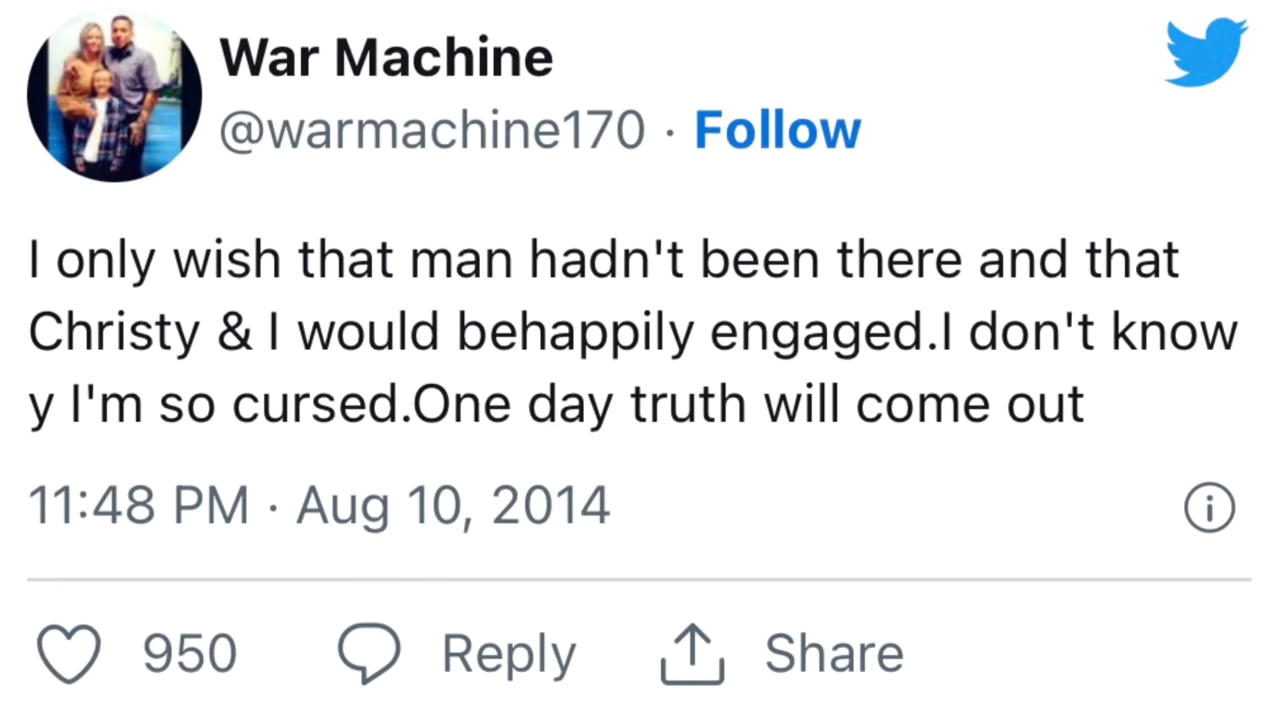 War Machine
@warmachine170 · Follow
I only wish that man hadn't been there and that
Christy & I would behappily engaged.I don't know
y I'm so cursed.One day truth will come out
11:48 PM · Aug 10, 2014
950 Reply Share